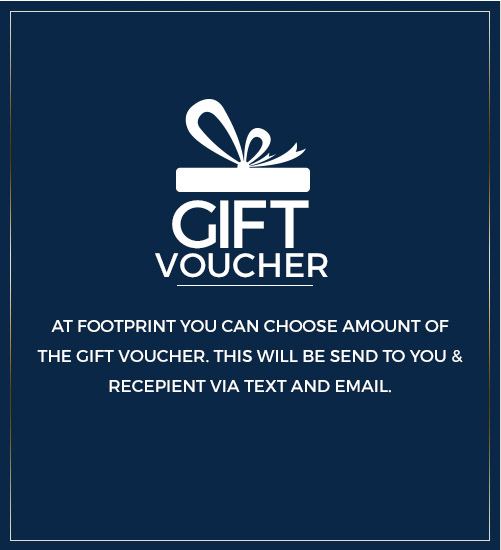 GIFT
VOUCHER
AT FOOTPRINT YOU CAN CHOOSE AMOUNT OF
THE GIFT VOUCHER. THIS WILL BE SEND TO YOU &
RECEPIENT VIA TEXT AND EMAIL.